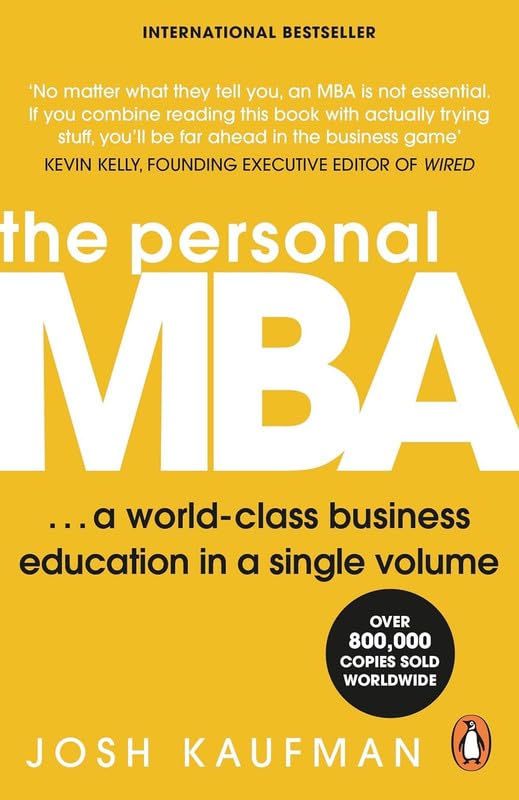 INTERNATIONAL BESTSELLER
‘No matter what they tell you, an MBA is not essential.
If you combine reading this book with actually trying
stuff, you’ll be far ahead in the business game’
KEVIN KELLY, FOUNDING EXECUTIVE EDITOR OF WIRED
the personal
MBA
...a world-class business
education in a single volume
OVER
800,000
COPIES SOLD
WORLDWIDE
JOSH KAUFMAN